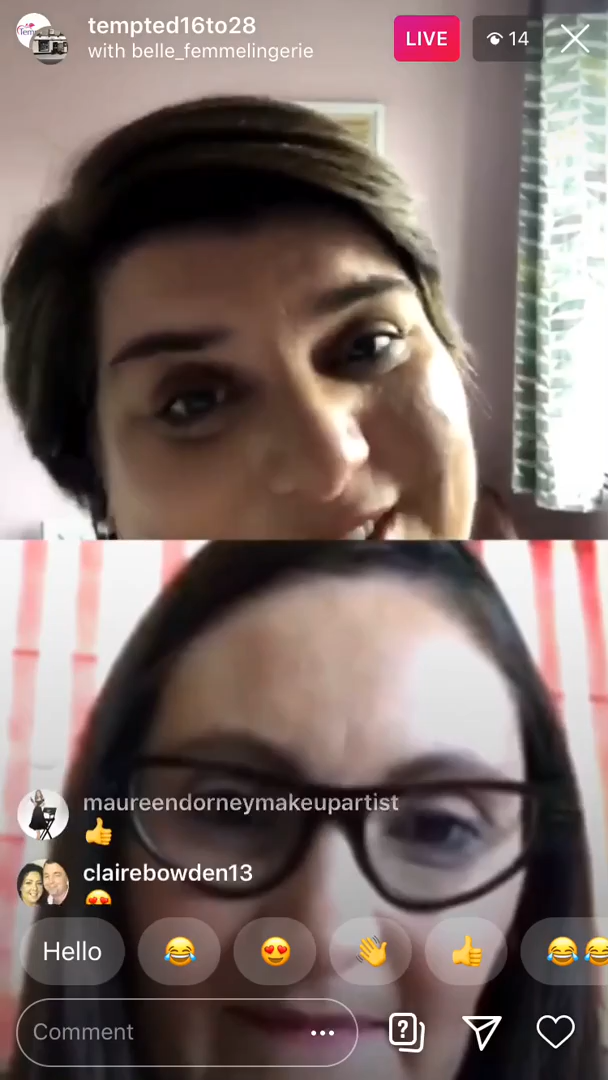 tempted16to28
with belle_femmelingerie
LIVE
14
maureendorneymakeupartist
👍
clairebowden13
😍
Hello 😂 😍 👋 👍 😂😂
Comment